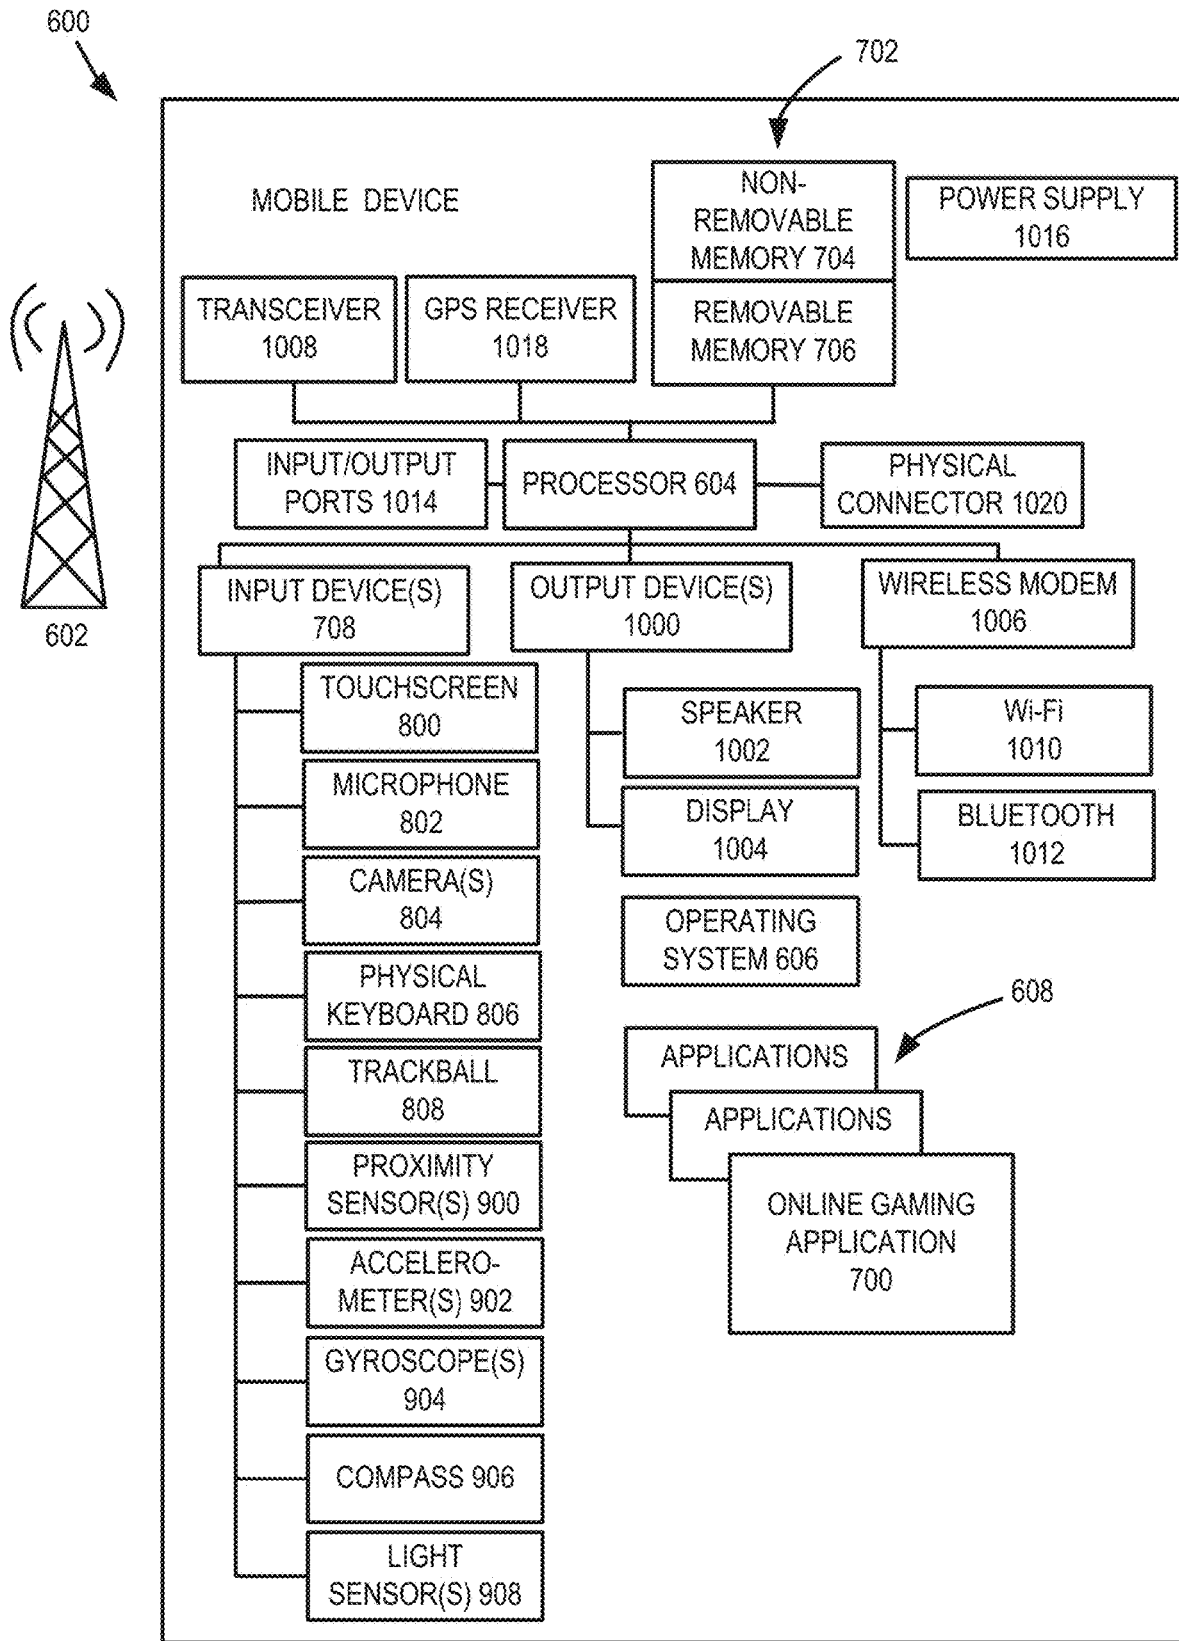 600
702
MOBILE DEVICE
NON-
REMOVABLE
MEMORY 704
POWER SUPPLY
1016
TRANSCEIVER
1008
GPS RECEIVER
1018
REMOVABLE
MEMORY 706
INPUT/OUTPUT
PORTS 1014
PROCESSOR 604
PHYSICAL
CONNECTOR 1020
602
INPUT DEVICE(S)
708
OUTPUT DEVICE(S)
1000
WIRELESS MODEM
1006
TOUCHSCREEN
800
MICROPHONE
802
CAMERA(S)
804
PHYSICAL
KEYBOARD 806
TRACKBALL
808
PROXIMITY
SENSOR(S) 900
ACCELERO-
METER(S) 902
GYROSCOPE(S)
904
COMPASS 906
LIGHT
SENSOR(S) 908
SPEAKER
1002
DISPLAY
1004
Wi-Fi
1010
BLUETOOTH
1012
OPERATING
SYSTEM 606
608
APPLICATIONS
APPLICATIONS
ONLINE GAMING
APPLICATION
700